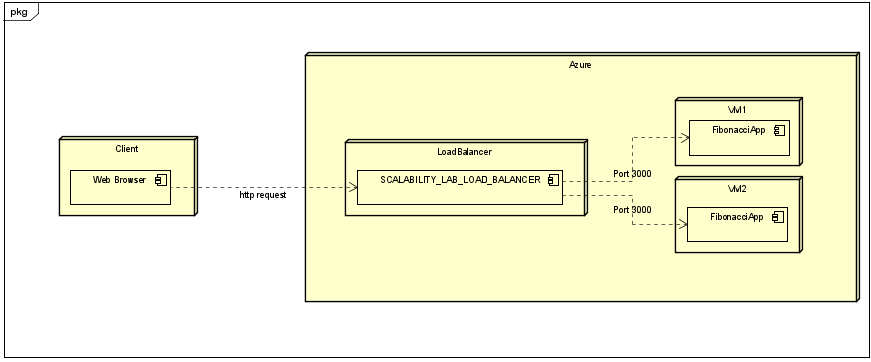 pkg
Azure
Client
Web Browser
http request
LoadBalancer
SCALABILITY_LAB_LOAD_BALANCER
Port 3000
Port 3000
VM1
FibonacciApp
VM2
FibonacciApp